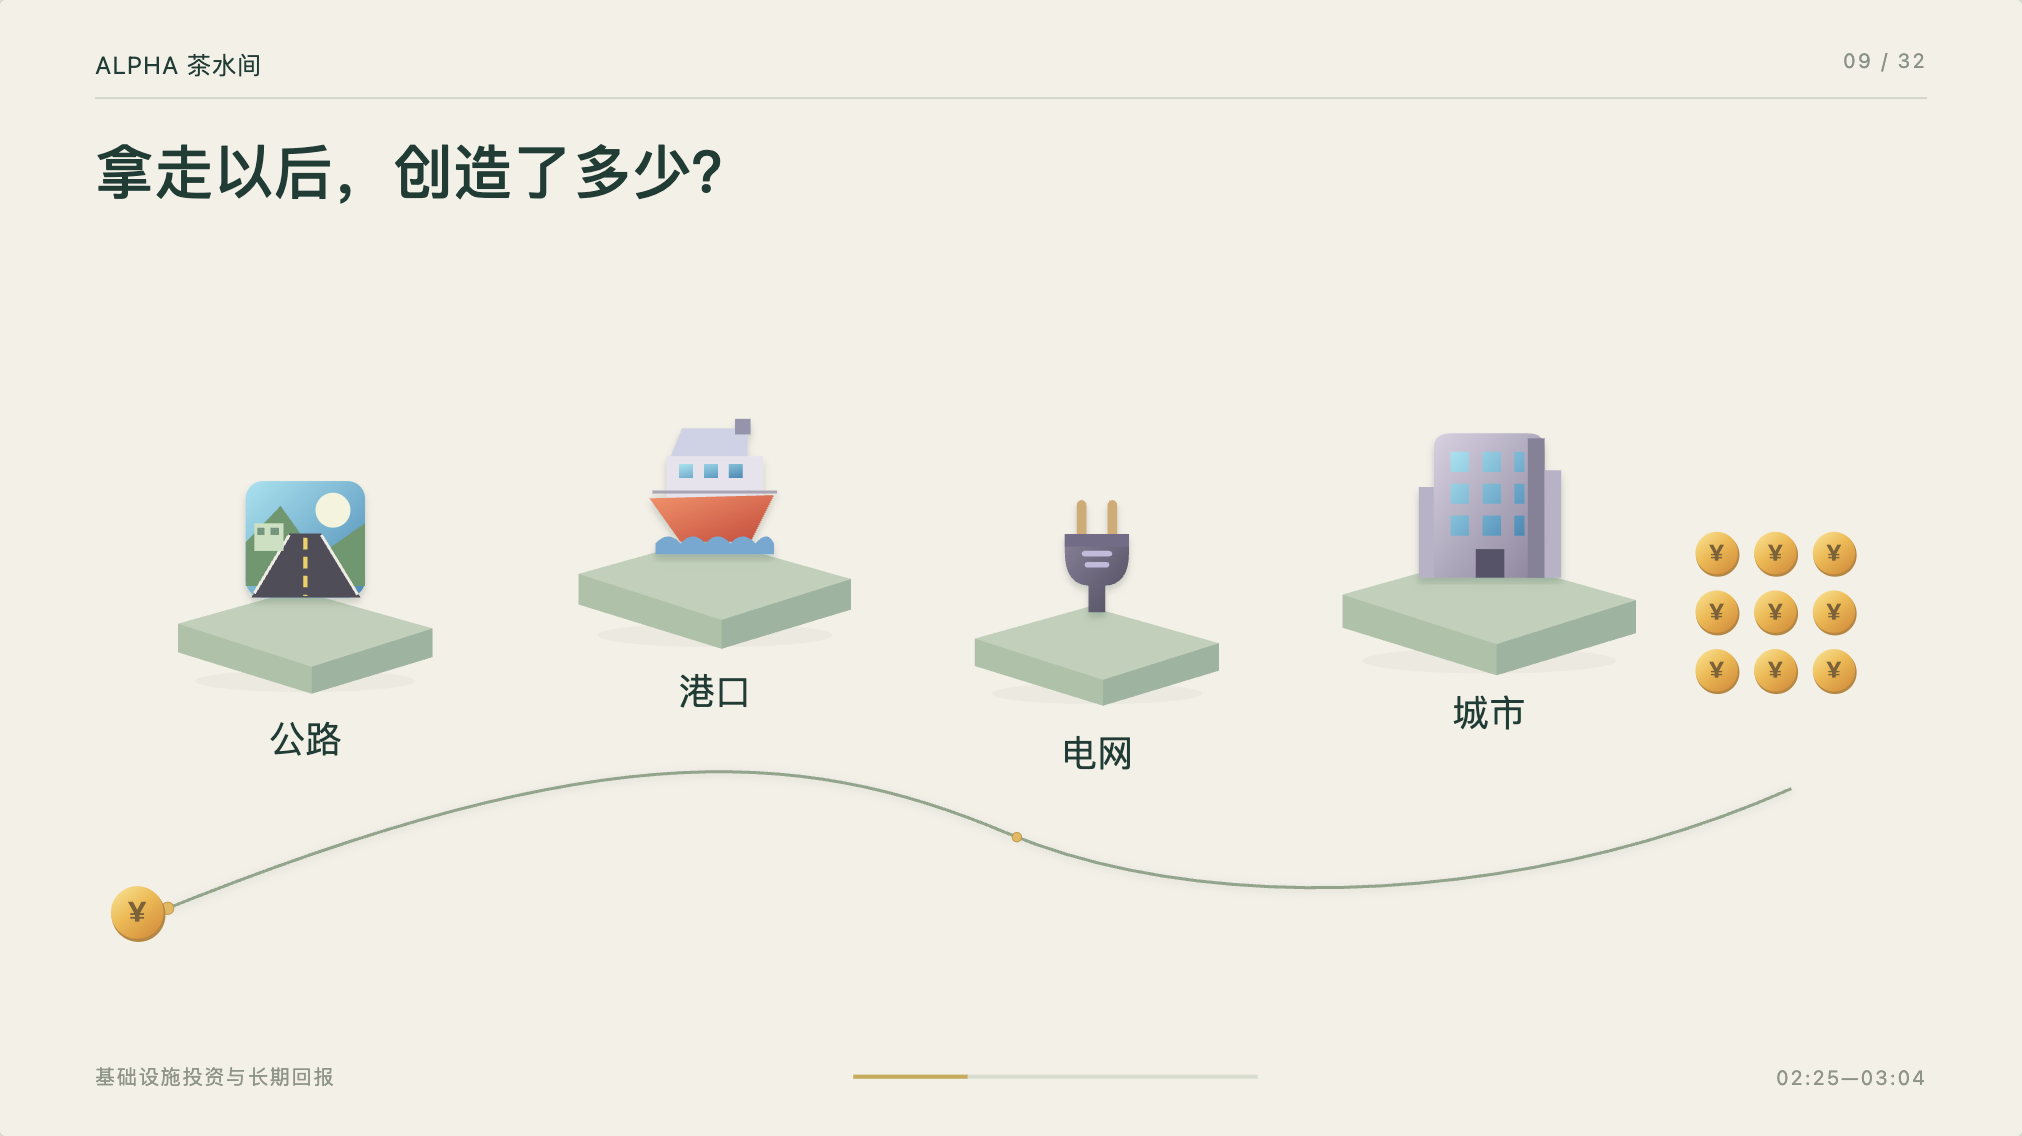 ALPHA 茶水间
09 / 32
拿走以后，创造了多少？
公路
港口
电网
城市
¥ ¥ ¥
¥ ¥ ¥
¥ ¥ ¥
¥
基础设施投资与长期回报
02:25—03:04